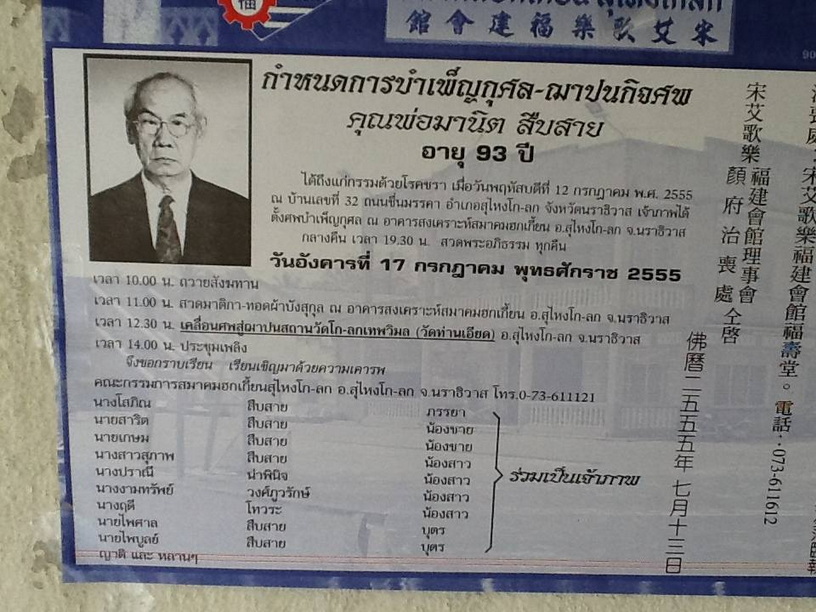 福
宋艾歌樂福建會館
กำหนดการบำเพ็ญกุศล-ฌาปนกิจศพ
คุณพ่อมานิต สืบสาย
อายุ 93 ปี
ได้ถึงแก่กรรมด้วยโรคชรา เมื่อวันพฤหัสบดีที่ 12 กรกฎาคม พ.ศ. 2555
ณ บ้านเลขที่ 32 ถนนชื่นมรรคา อำเภอสุไหงโก-ลก จังหวัดนราธิวาส เจ้าภาพได้
ตั้งศพบำเพ็ญกุศล ณ อาคารสงเคราะห์สมาคมฮกเกี้ยน อ.สุไหงโก-ลก จ.นราธิวาส
กลางคืน เวลา 19.30 น. สวดพระอภิธรรม ทุกคืน
วันอังคารที่ 17 กรกฎาคม พุทธศักราช 2555
เวลา 10.00 น. ถวายสังฆทาน
เวลา 11.00 น. สวดมาติกา-ทอดผ้าบังสุกุล ณ อาคารสงเคราะห์สมาคมฮกเกี้ยน อ.สุไหงโก-ลก จ.นราธิวาส
เวลา 12.30 น. เคลื่อนศพสู่ฌาปนสถานวัดโก-ลกเทพวิมล (วัดท่านเอียด) อ.สุไหงโก-ลก จ.นราธิวาส
เวลา 14.00 น. ประชุมเพลิง
จึงขอกราบเรียน เรียนเชิญมาด้วยความเคารพ
คณะกรรมการสมาคมฮกเกี้ยนสุไหงโก-ลก อ.สุไหงโก-ลก จ.นราธิวาส โทร.0-73-611121
นางโสภิณ สืบสาย ภรรยา
นายสาริต สืบสาย น้องชาย
นายเกษม สืบสาย น้องชาย
นางสาวสุภาพ สืบสาย น้องสาว
นางปราณี นำพินิจ น้องสาว
นางงามทรัพย์ วงศ์ภูวรักษ์ น้องสาว
นางฤดี โทวระ น้องสาว
นายไพศาล สืบสาย บุตร
นายไพบูลย์ สืบสาย บุตร
ญาติ และ หลานๆ
ร่วมเป็นเจ้าภาพ
宋艾歌樂福建會館福壽堂。電話:073-611612
宋艾歌樂福建會館理事會
顏府治喪處 仝啓
佛曆二五五五年七月十三日